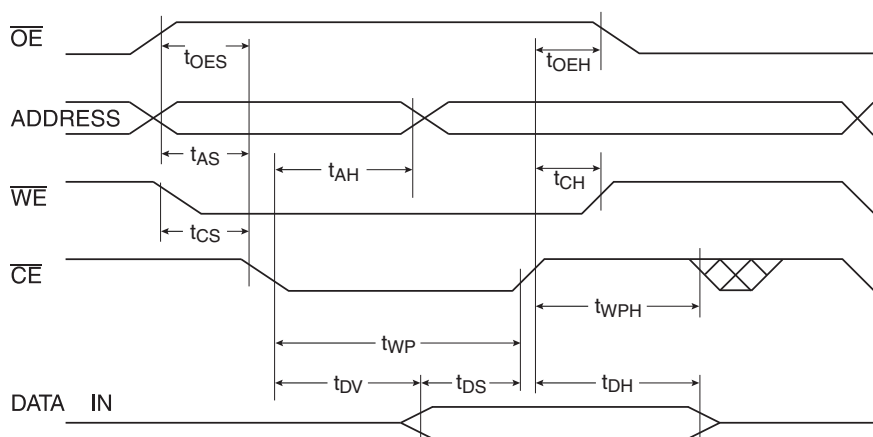 OE
tOES
tOEH
ADDRESS
tAS
tAH
tCH
WE
tCS
CE
tWPH
tWP
tDV
tDS
tDH
DATA IN